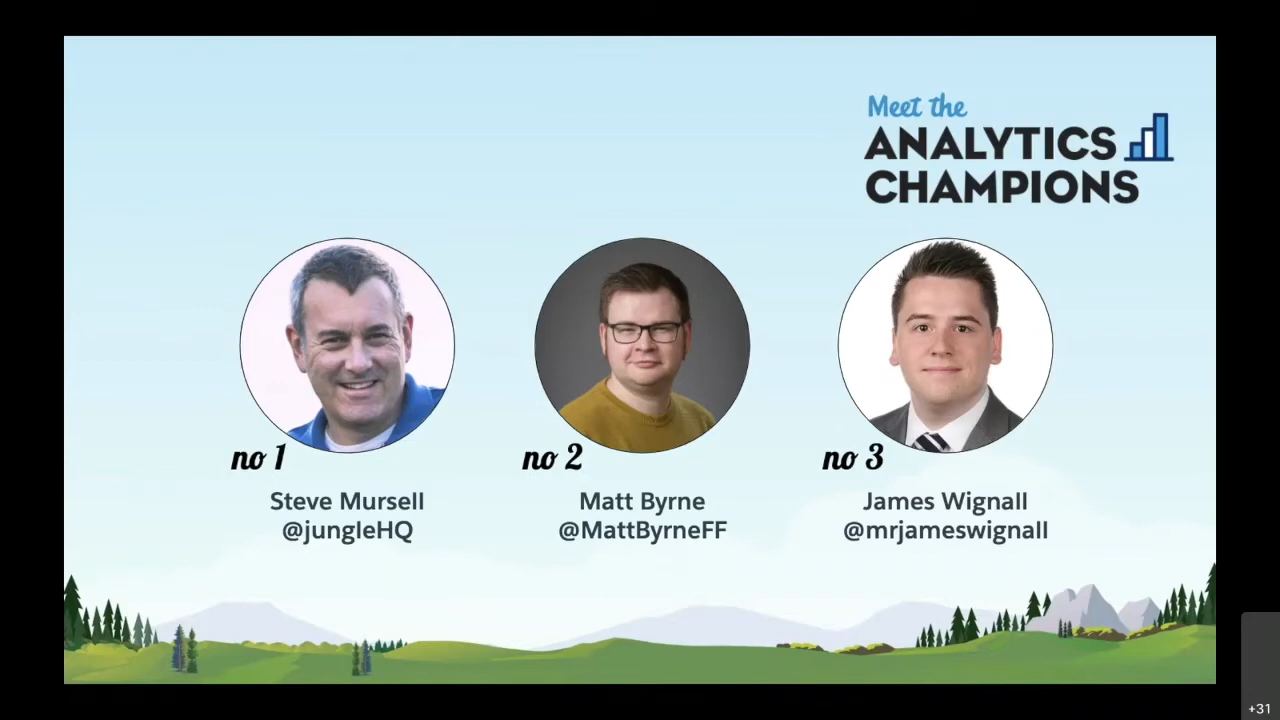 Meet the
ANALYTICS
CHAMPIONS
no 1
no 2
no 3
Steve Mursell
@jungleHQ
Matt Byrne
@MattByrneFF
James Wignall
@mrjameswignall
+31